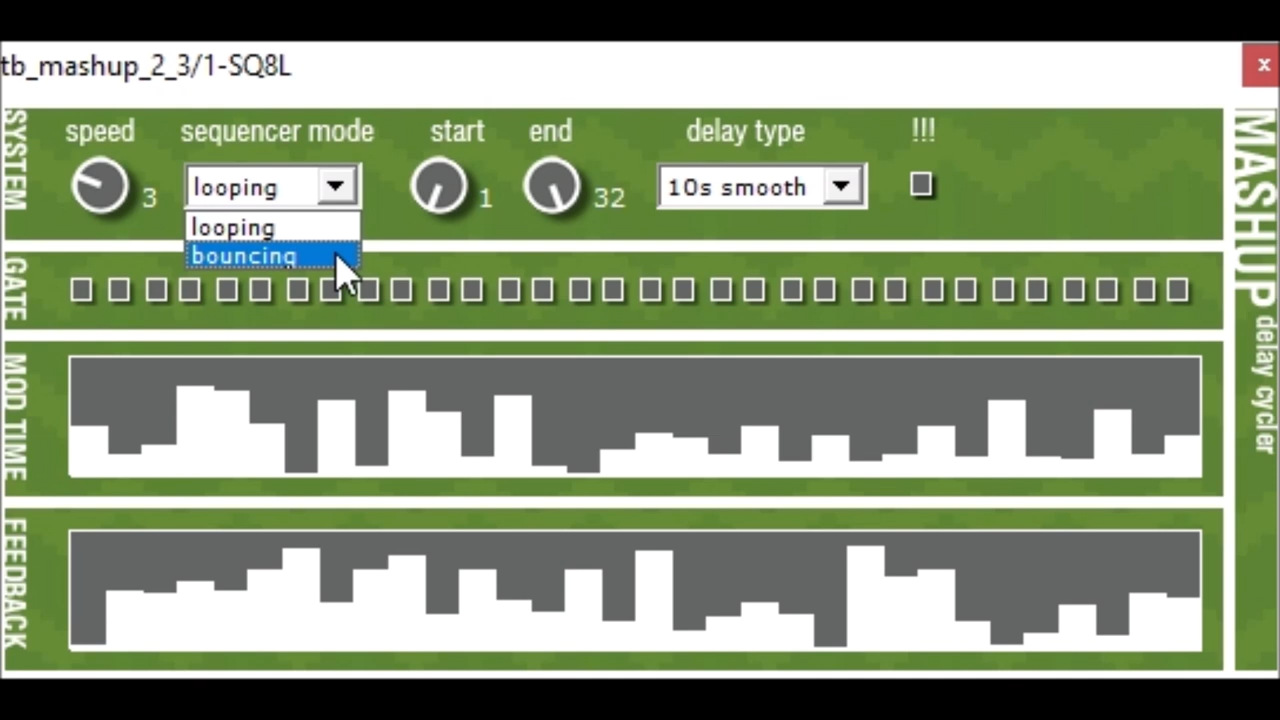 tb_mashup_2_3/1-SQ8L
x
SYSTEM
speed
sequencer mode
start
end
delay type
!!!
3
looping
1
32
10s smooth
looping
bouncing
GATE
MOD TIME
FEEDBACK
MASHUP
delay cycler